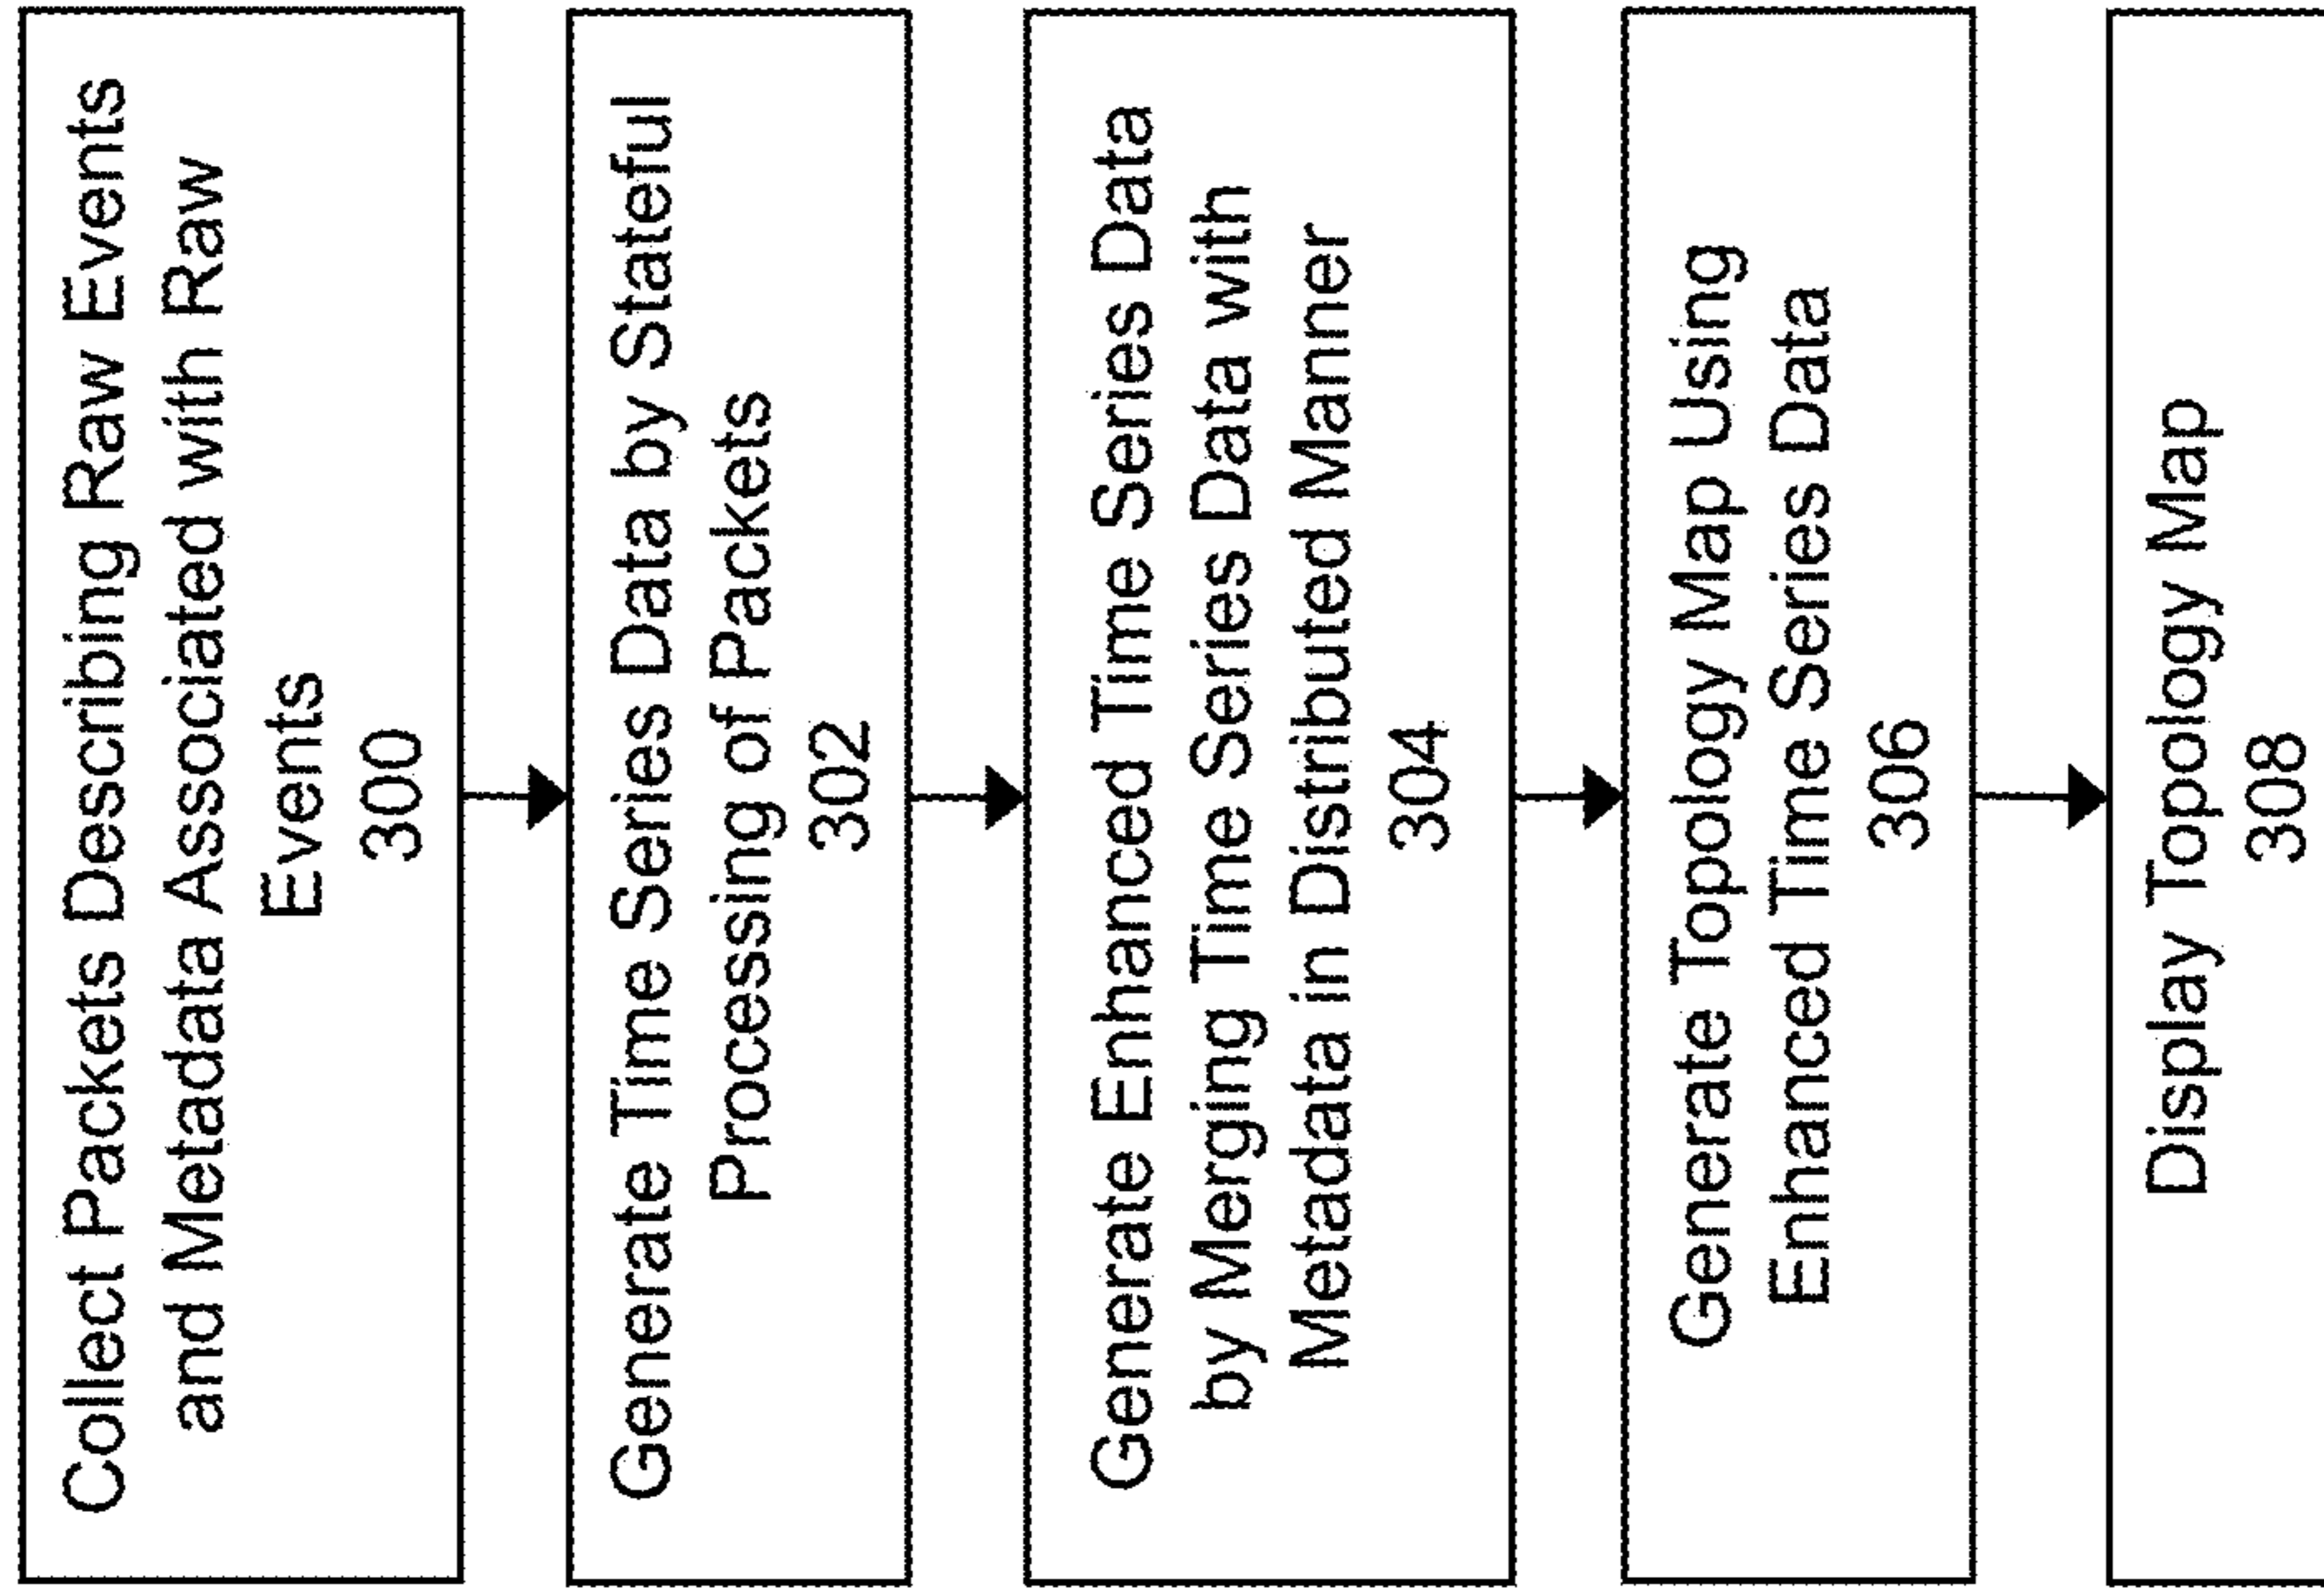 Collect Packets Describing Raw Events
and Metadata Associated with Raw
Events
300
Generate Time Series Data by Stateful
Processing of Packets
302
Generate Enhanced Time Series Data
by Merging Time Series Data with
Metadata in Distributed Manner
304
Generate Topology Map Using
Enhanced Time Series Data
306
Display Topology Map
308